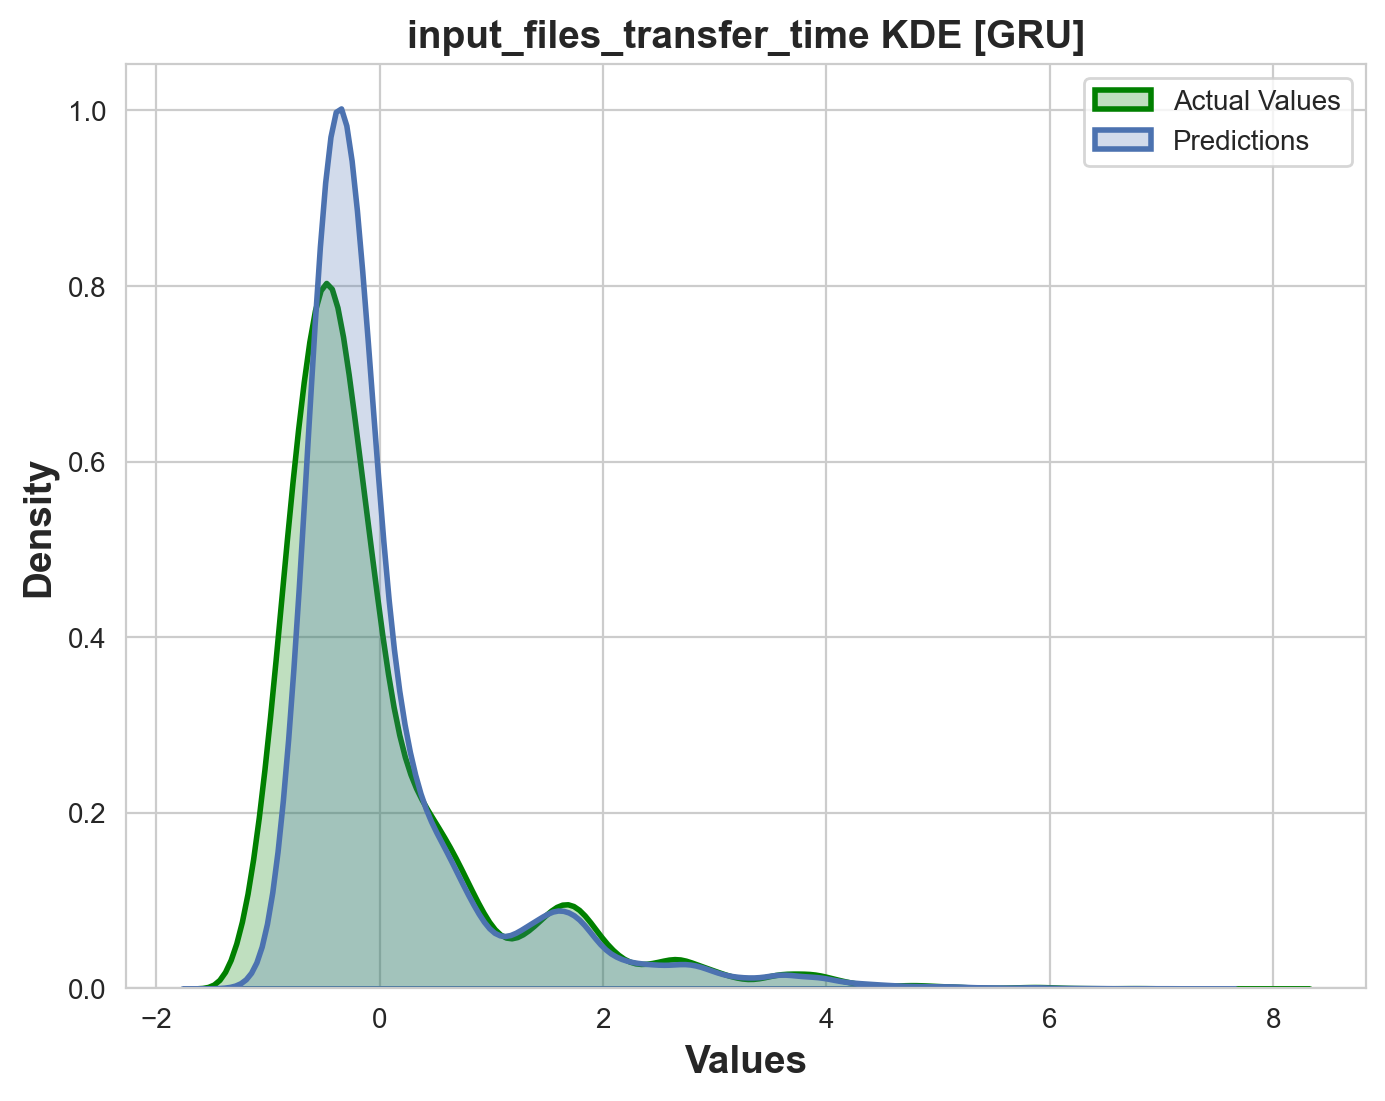 input_files_transfer_time KDE [GRU]
Actual Values
Predictions
Density
1.0
0.8
0.6
0.4
0.2
0.0
−2 0 2 4 6 8
Values